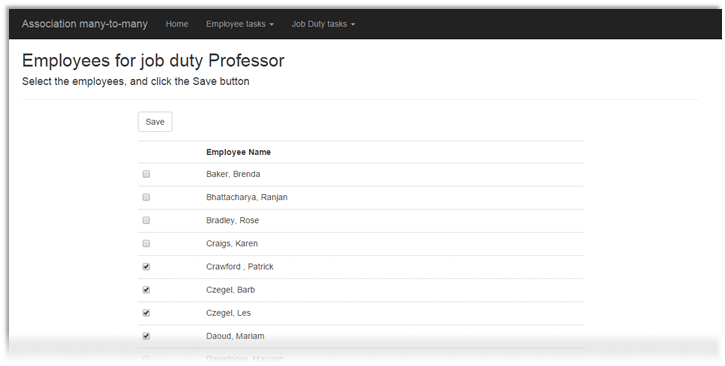 Association many-to-many Home Employee tasks Job Duty tasks
Employees for job duty Professor
Select the employees, and click the Save button
Save
Employee Name
Baker, Brenda
Bhattacharya, Ranjan
Bradley, Rose
Craigs, Karen
Crawford , Patrick
Czegel, Barb
Czegel, Les
Daoud, Mariam